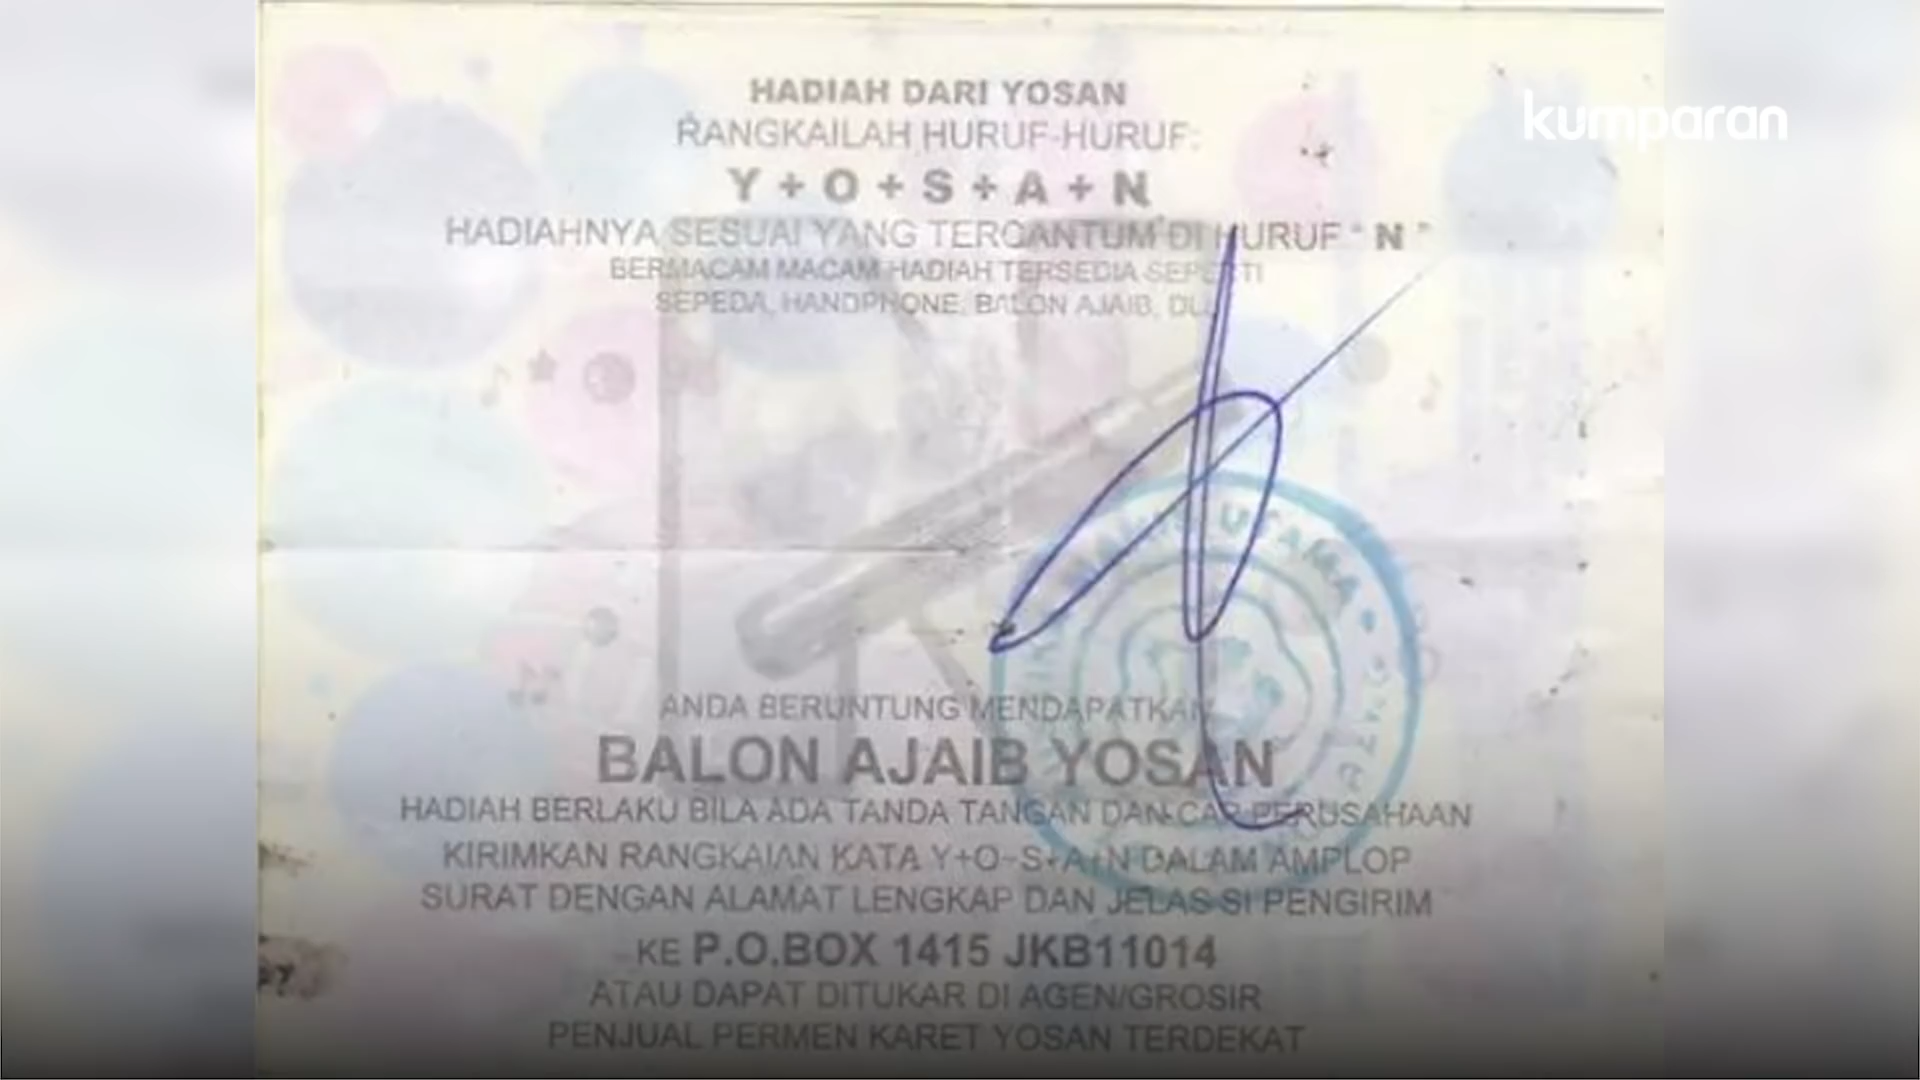 kumparan
HADIAH DARI YOSAN
RANGKAILAH HURUF-HURUF:
Y + O + S + A + N
HADIAHNYA SESUAI YANG TERCANTUM DI HURUF " N "
BERMACAM MACAM HADIAH TERSEDIA SEPERTI
SEPEDA, HANDPHONE, BALON AJAIB, DLL
UTAMA
ANDA BERUNTUNG MENDAPATKAN
BALON AJAIB YOSAN
HADIAH BERLAKU BILA ADA TANDA TANGAN DAN CAP PERUSAHAAN
KIRIMKAN RANGKAIAN KATA Y+O+S+A+N DALAM AMPLOP
SURAT DENGAN ALAMAT LENGKAP DAN JELAS SI PENGIRIM
KE P.O.BOX 1415 JKB11014
ATAU DAPAT DITUKAR DI AGEN/GROSIR
PENJUAL PERMEN KARET YOSAN TERDEKAT